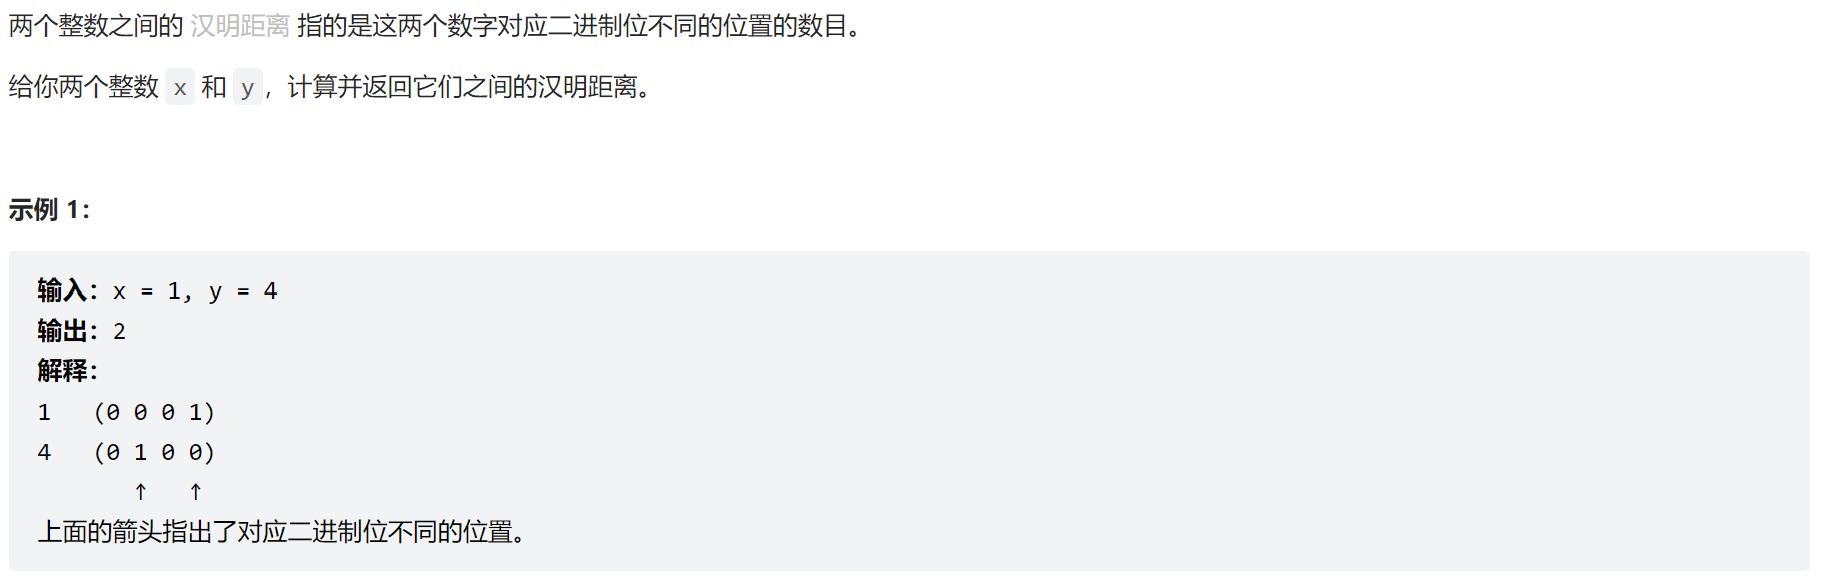 两个整数之间的 汉明距离 指的是这两个数字对应二进制位不同的位置的数目。
给你两个整数 x 和 y，计算并返回它们之间的汉明距离。
示例 1：
输入：x = 1, y = 4
输出：2
解释：
1   (0 0 0 1)
4   (0 1 0 0)
       ↑   ↑
上面的箭头指出了对应二进制位不同的位置。